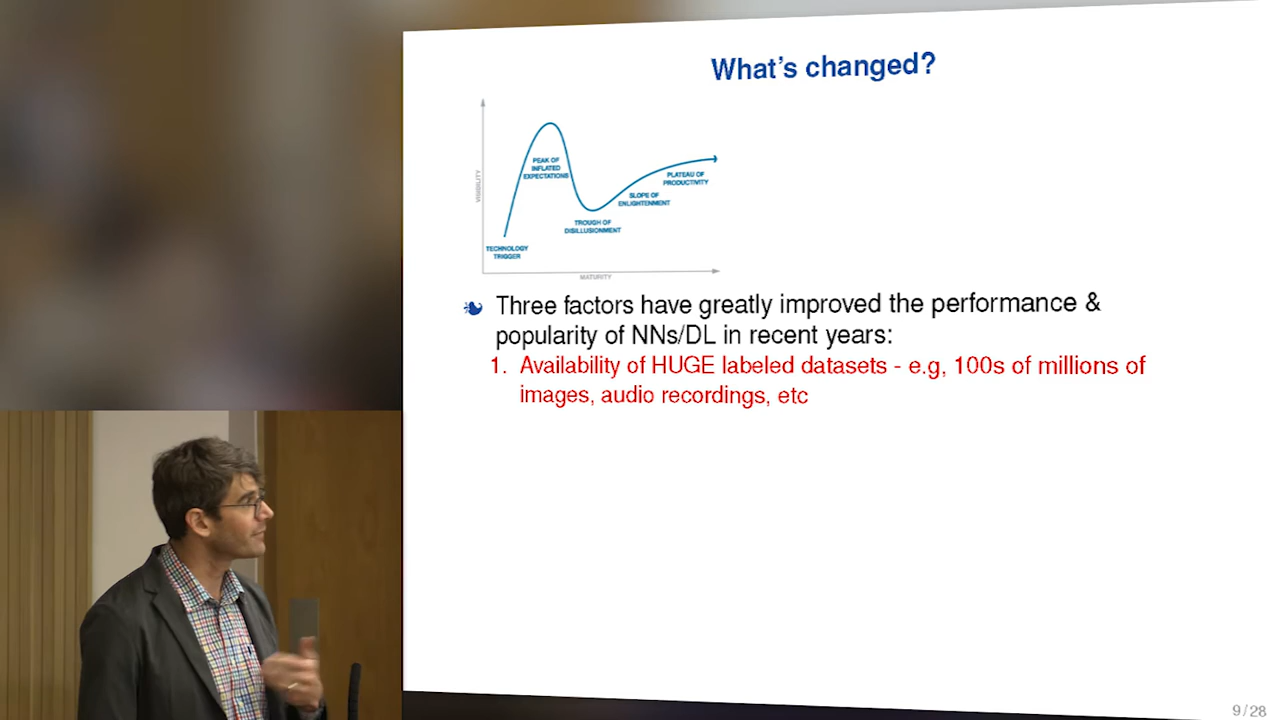 What's changed?
VISIBILITY
PEAK OF
INFLATED
EXPECTATIONS
PLATEAU OF
PRODUCTIVITY
SLOPE OF
ENLIGHTENMENT
TROUGH OF
DISILLUSIONMENT
TECHNOLOGY
TRIGGER
MATURITY
Three factors have greatly improved the performance &
popularity of NNs/DL in recent years:
1. Availability of HUGE labeled datasets - e.g, 100s of millions of
images, audio recordings, etc
9/28